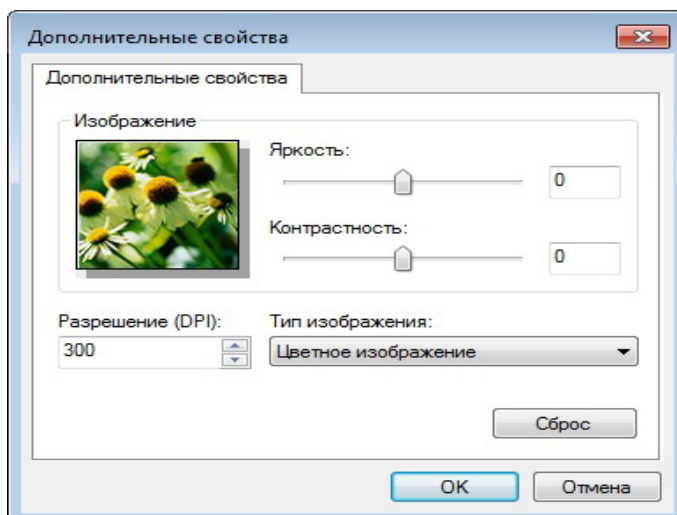 Дополнительные свойства
Дополнительные свойства
Изображение
Яркость:
0
Контрастность:
0
Разрешение (DPI):
Тип изображения:
300
Цветное изображение
Сброс
OK
Отмена